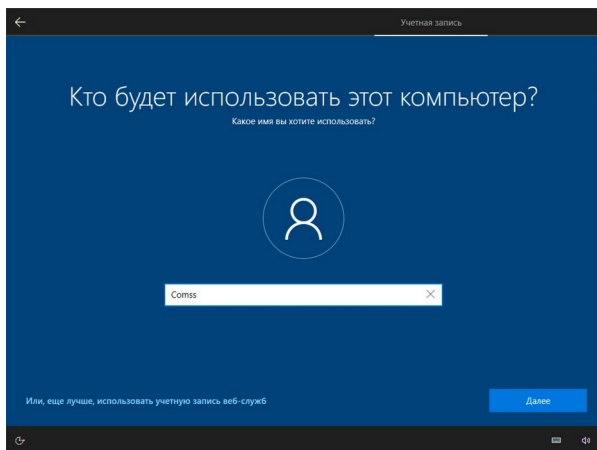 Учетная запись
Кто будет использовать этот компьютер?
Какое имя вы хотите использовать?
Comss
Или, еще лучше, использовать учетную запись веб-служб
Далее